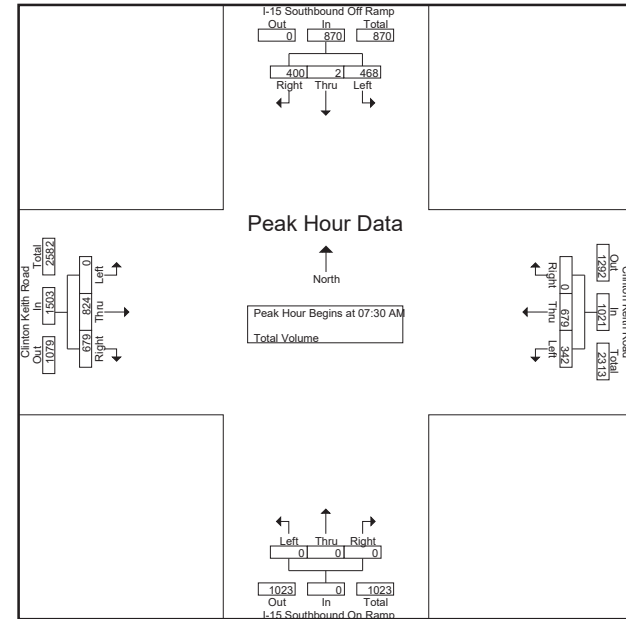 I-15 Southbound Off Ramp
Out In Total
0 870 870
400 2 468
Right Thru Left
Peak Hour Data
North
Peak Hour Begins at 07:30 AM
Total Volume
Clinton Keith Road
Total In Out
2582 1503 1079
0 824 679
Left Thru Right
Clinton Keith Road
Out In Total
1292 1021 2313
0 679 342
Right Thru Left
Left Thru Right
0 0 0
1023 0 1023
Out In Total
I-15 Southbound On Ramp